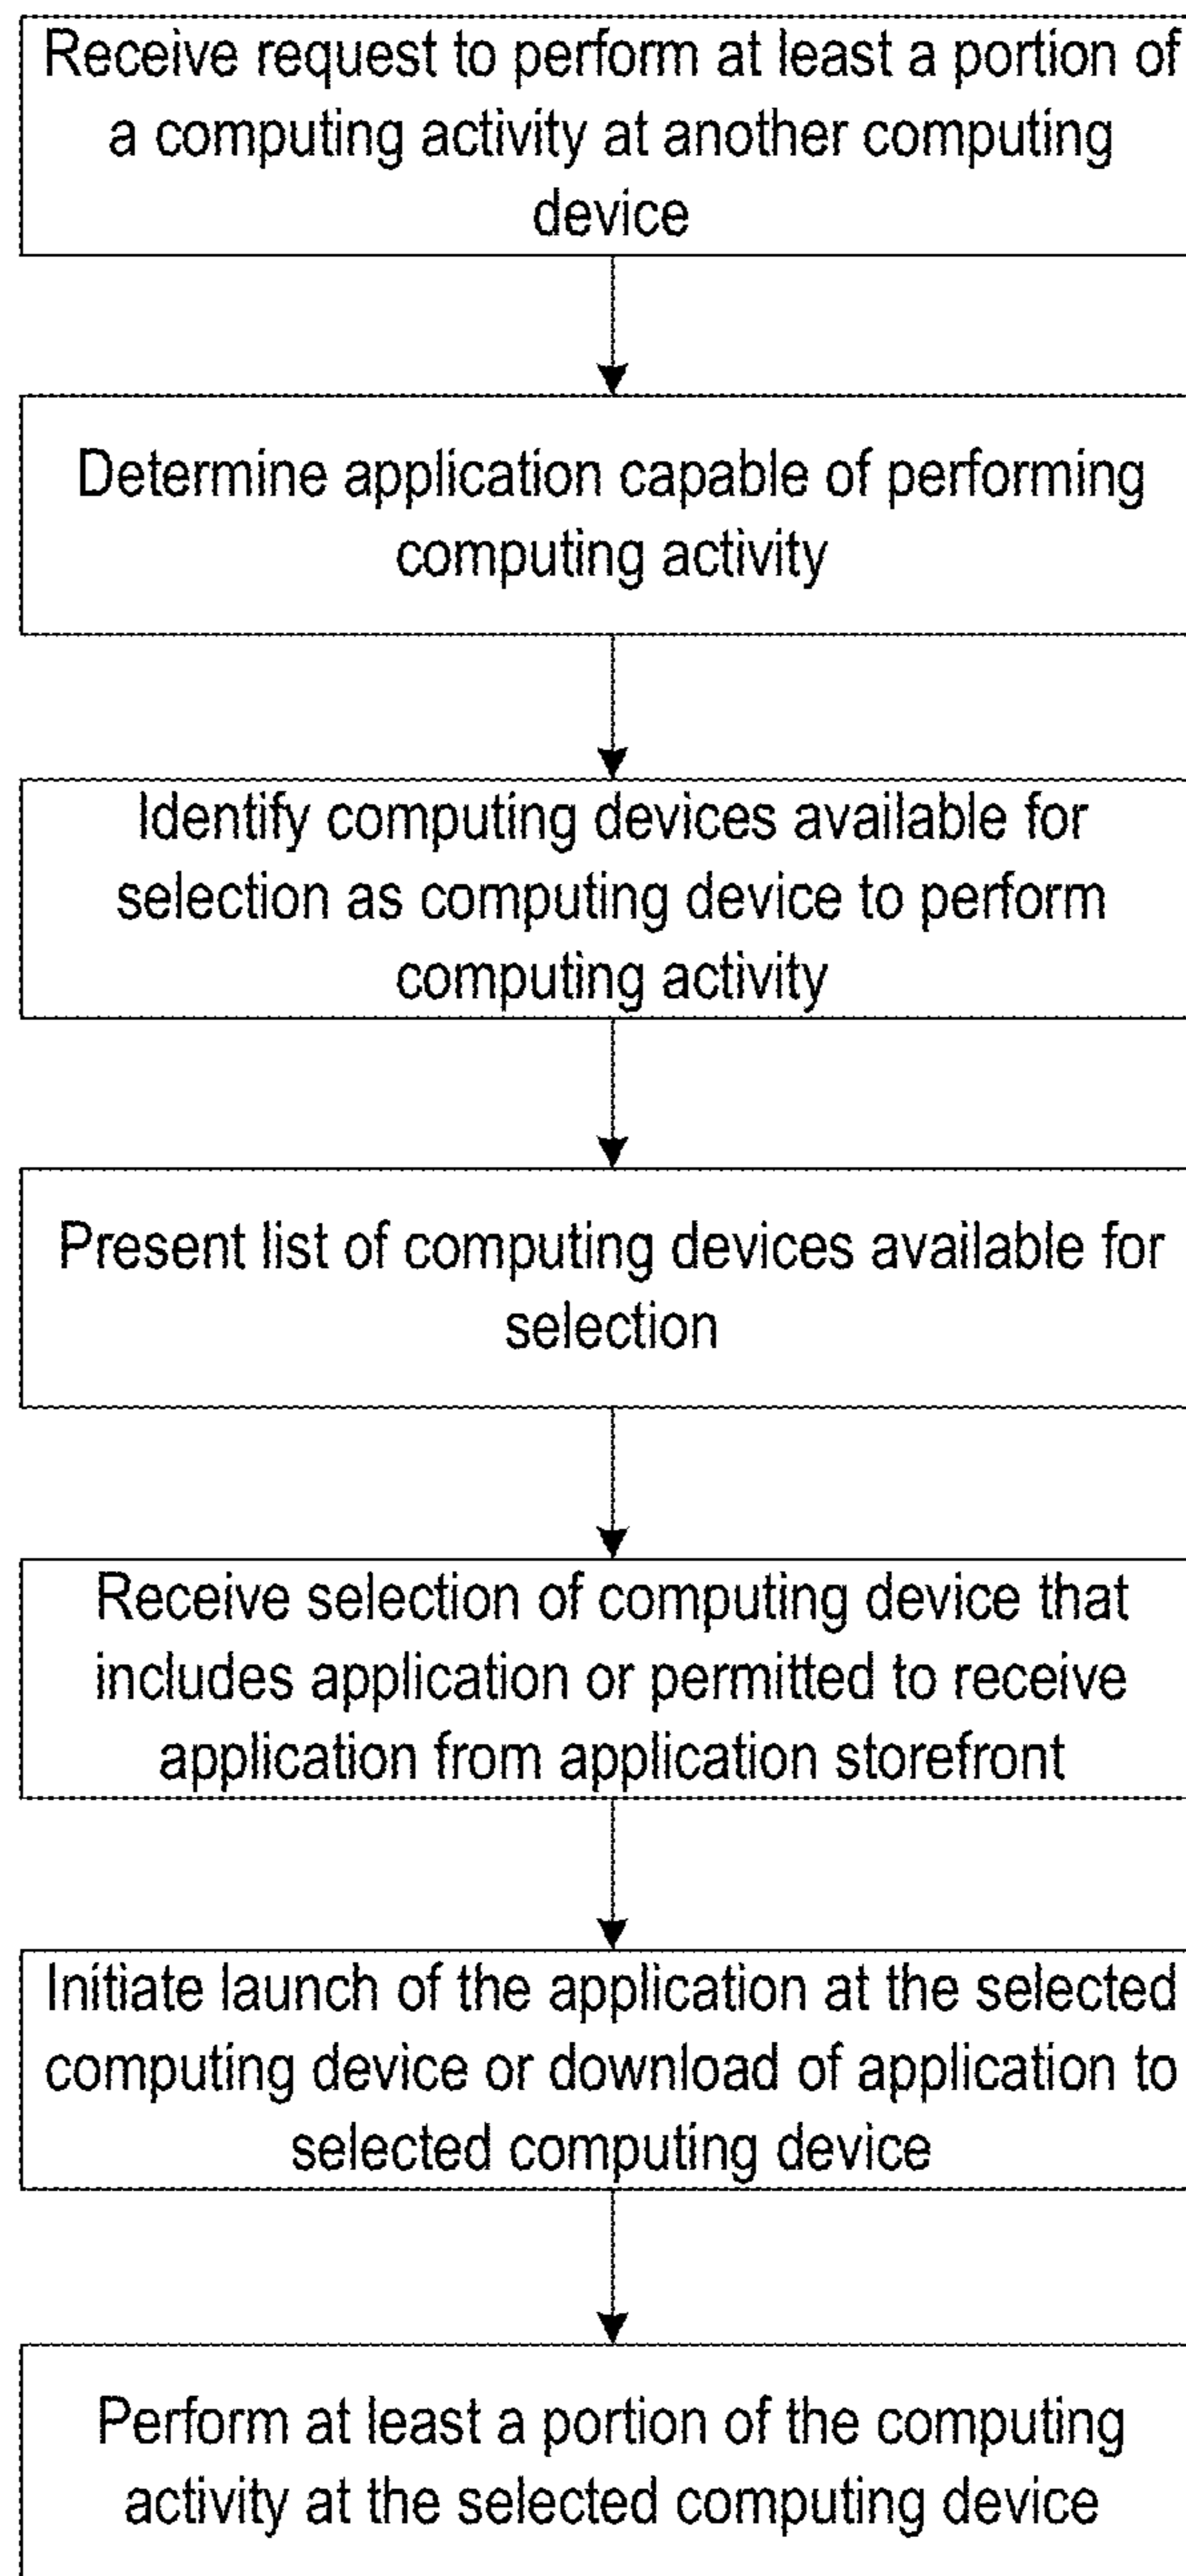 Receive request to perform at least a portion of
a computing activity at another computing
device
Determine application capable of performing
computing activity
Identify computing devices available for
selection as computing device to perform
computing activity
Present list of computing devices available for
selection
Receive selection of computing device that
includes application or permitted to receive
application from application storefront
Initiate launch of the application at the selected
computing device or download of application to
selected computing device
Perform at least a portion of the computing
activity at the selected computing device